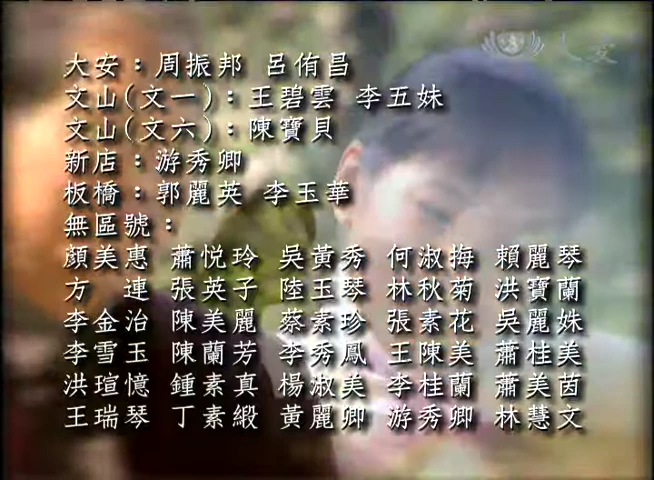 大愛
大安：周振邦 呂侑昌
文山(文一)：王碧雲 李五妹
文山(文六)：陳寶貝
新店：游秀卿
板橋：郭麗英 李玉華
無區號：
顏美惠 蕭悅玲 吳黃秀 何淑梅 賴麗琴
方　連 張英子 陸玉琴 林秋菊 洪寶蘭
李金治 陳美麗 蔡素珍 張素花 吳麗姝
李雪玉 陳蘭芳 李秀鳳 王陳美 蕭桂美
洪瑄憶 鍾素真 楊淑美 李桂蘭 蕭美茵
王瑞琴 丁素緞 黃麗卿 游秀卿 林慧文